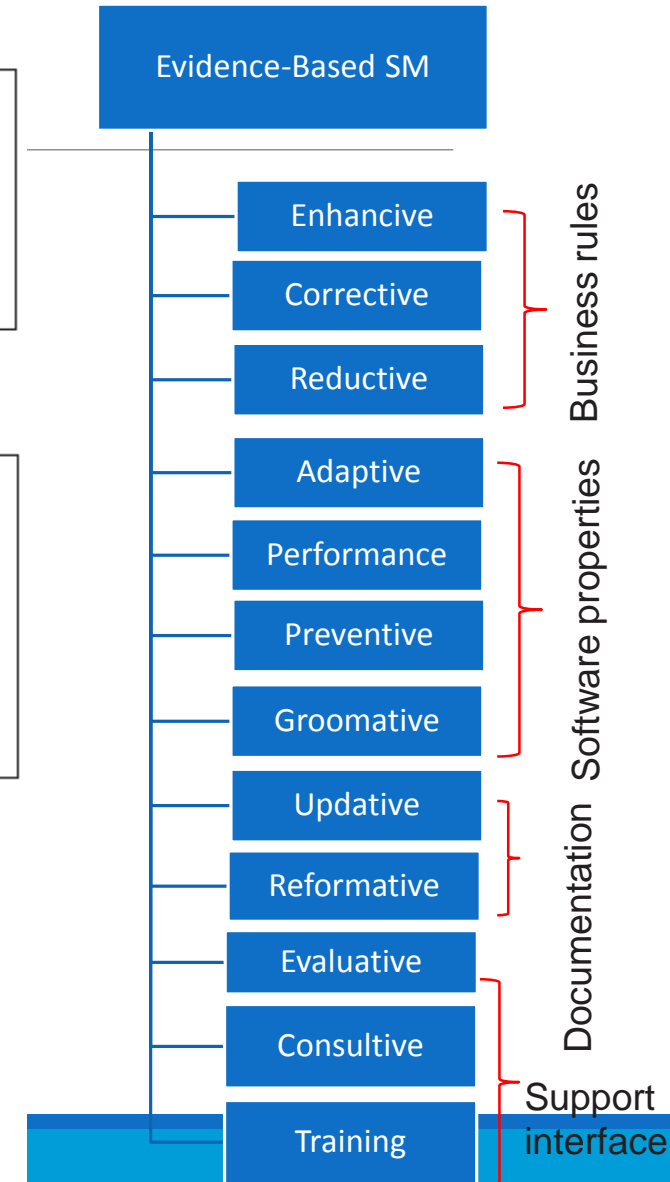 Evidence-Based SM
Enhancive
Corrective
Reductive
Business rules
Adaptive
Performance
Preventive
Groomative
Software properties
Updative
Reformative
Documentation
Evaluative
Consultive
Training
Support
interface